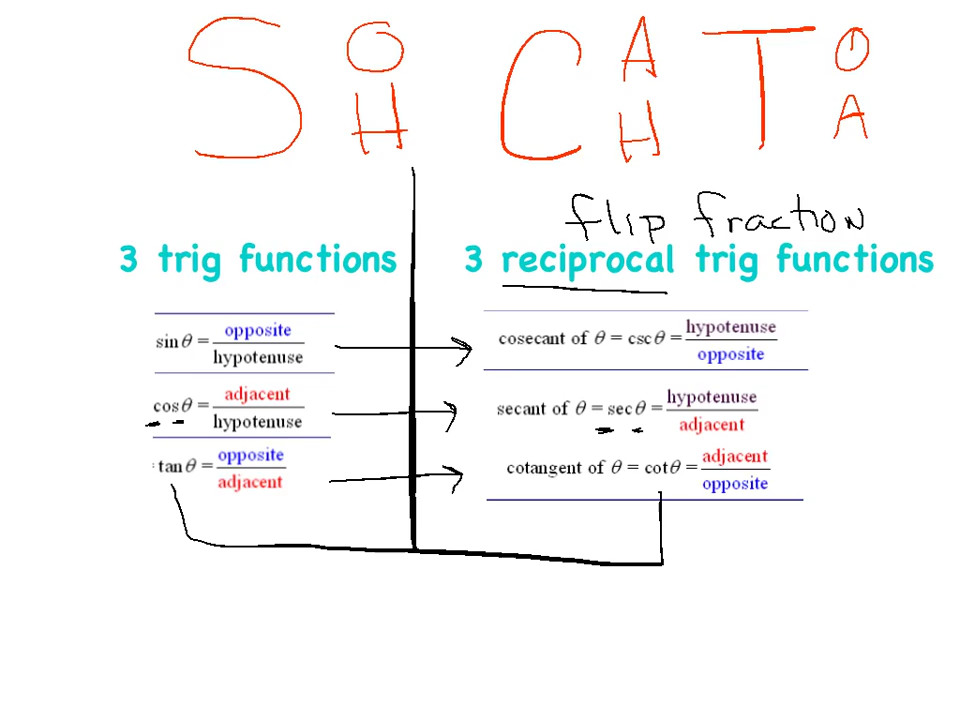 S O/H C A/H T O/A
flip fraction
3 trig functions
3 reciprocal trig functions
sin θ = opposite/hypotenuse
cosecant of θ = csc θ = hypotenuse/opposite
cos θ = adjacent/hypotenuse
secant of θ = sec θ = hypotenuse/adjacent
tan θ = opposite/adjacent
cotangent of θ = cot θ = adjacent/opposite